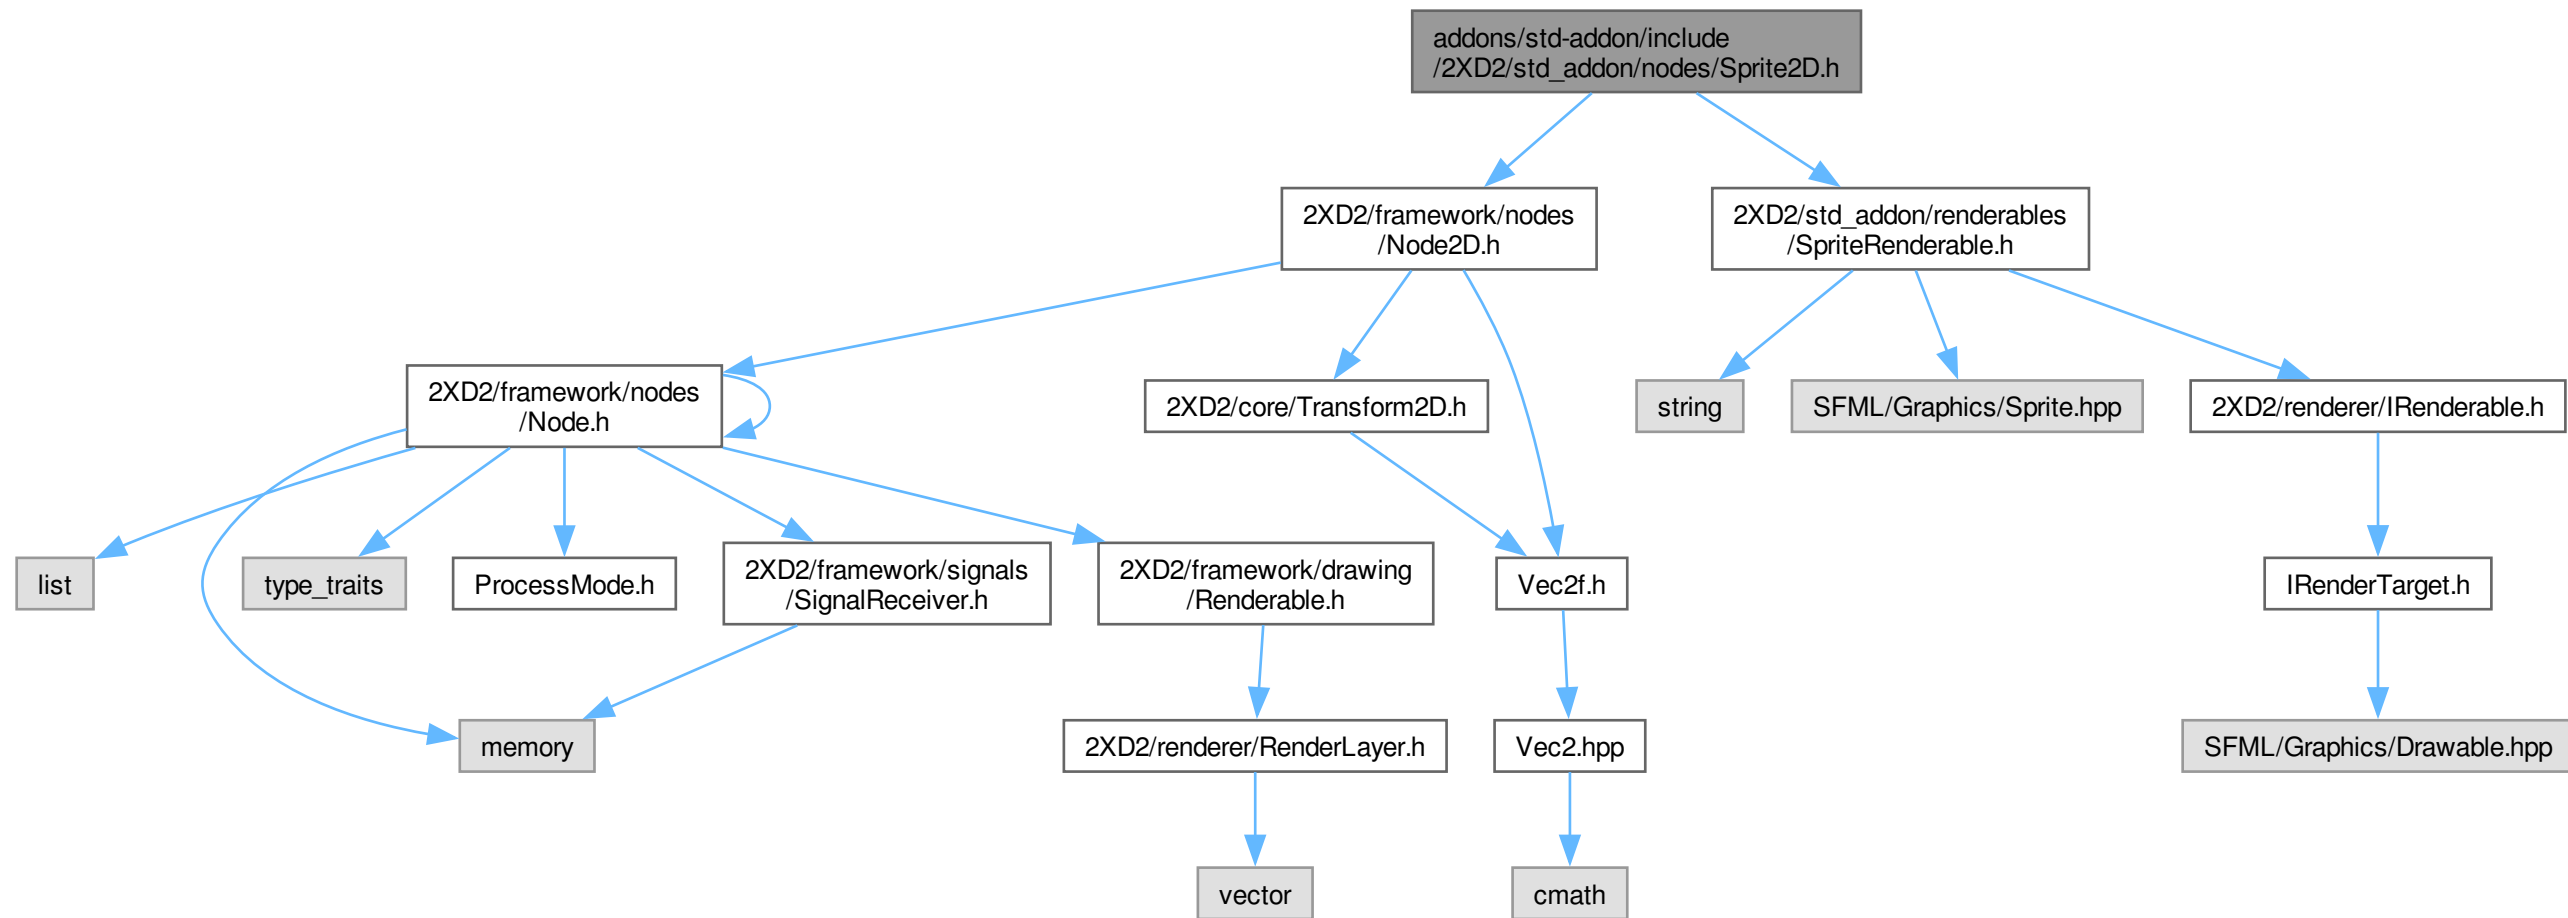 addons/std-addon/include
/2XD2/std_addon/nodes/Sprite2D.h
2XD2/framework/nodes
/Node2D.h
2XD2/std_addon/renderables
/SpriteRenderable.h
2XD2/framework/nodes
/Node.h
2XD2/core/Transform2D.h
string
SFML/Graphics/Sprite.hpp
2XD2/renderer/IRenderable.h
list
type_traits
ProcessMode.h
2XD2/framework/signals
/SignalReceiver.h
2XD2/framework/drawing
/Renderable.h
Vec2f.h
IRenderTarget.h
memory
2XD2/renderer/RenderLayer.h
Vec2.hpp
SFML/Graphics/Drawable.hpp
vector
cmath